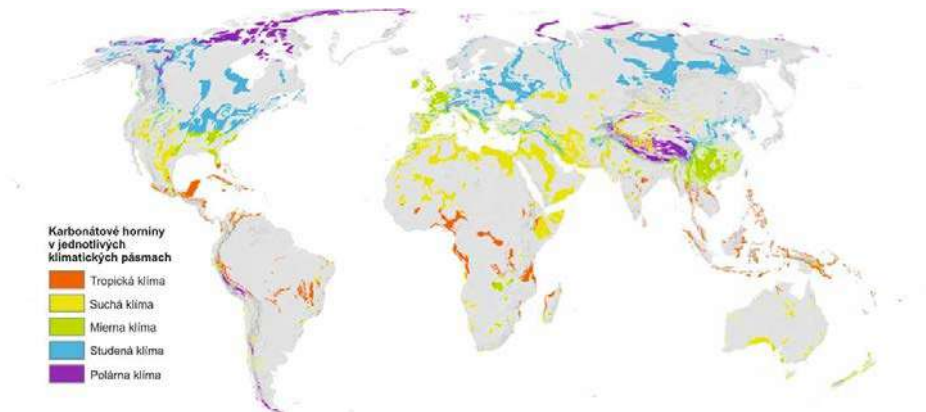 Karbonátové horniny
v jednotlivých
klimatických pásmach
Tropická klíma
Suchá klíma
Mierna klíma
Studená klíma
Polárna klíma